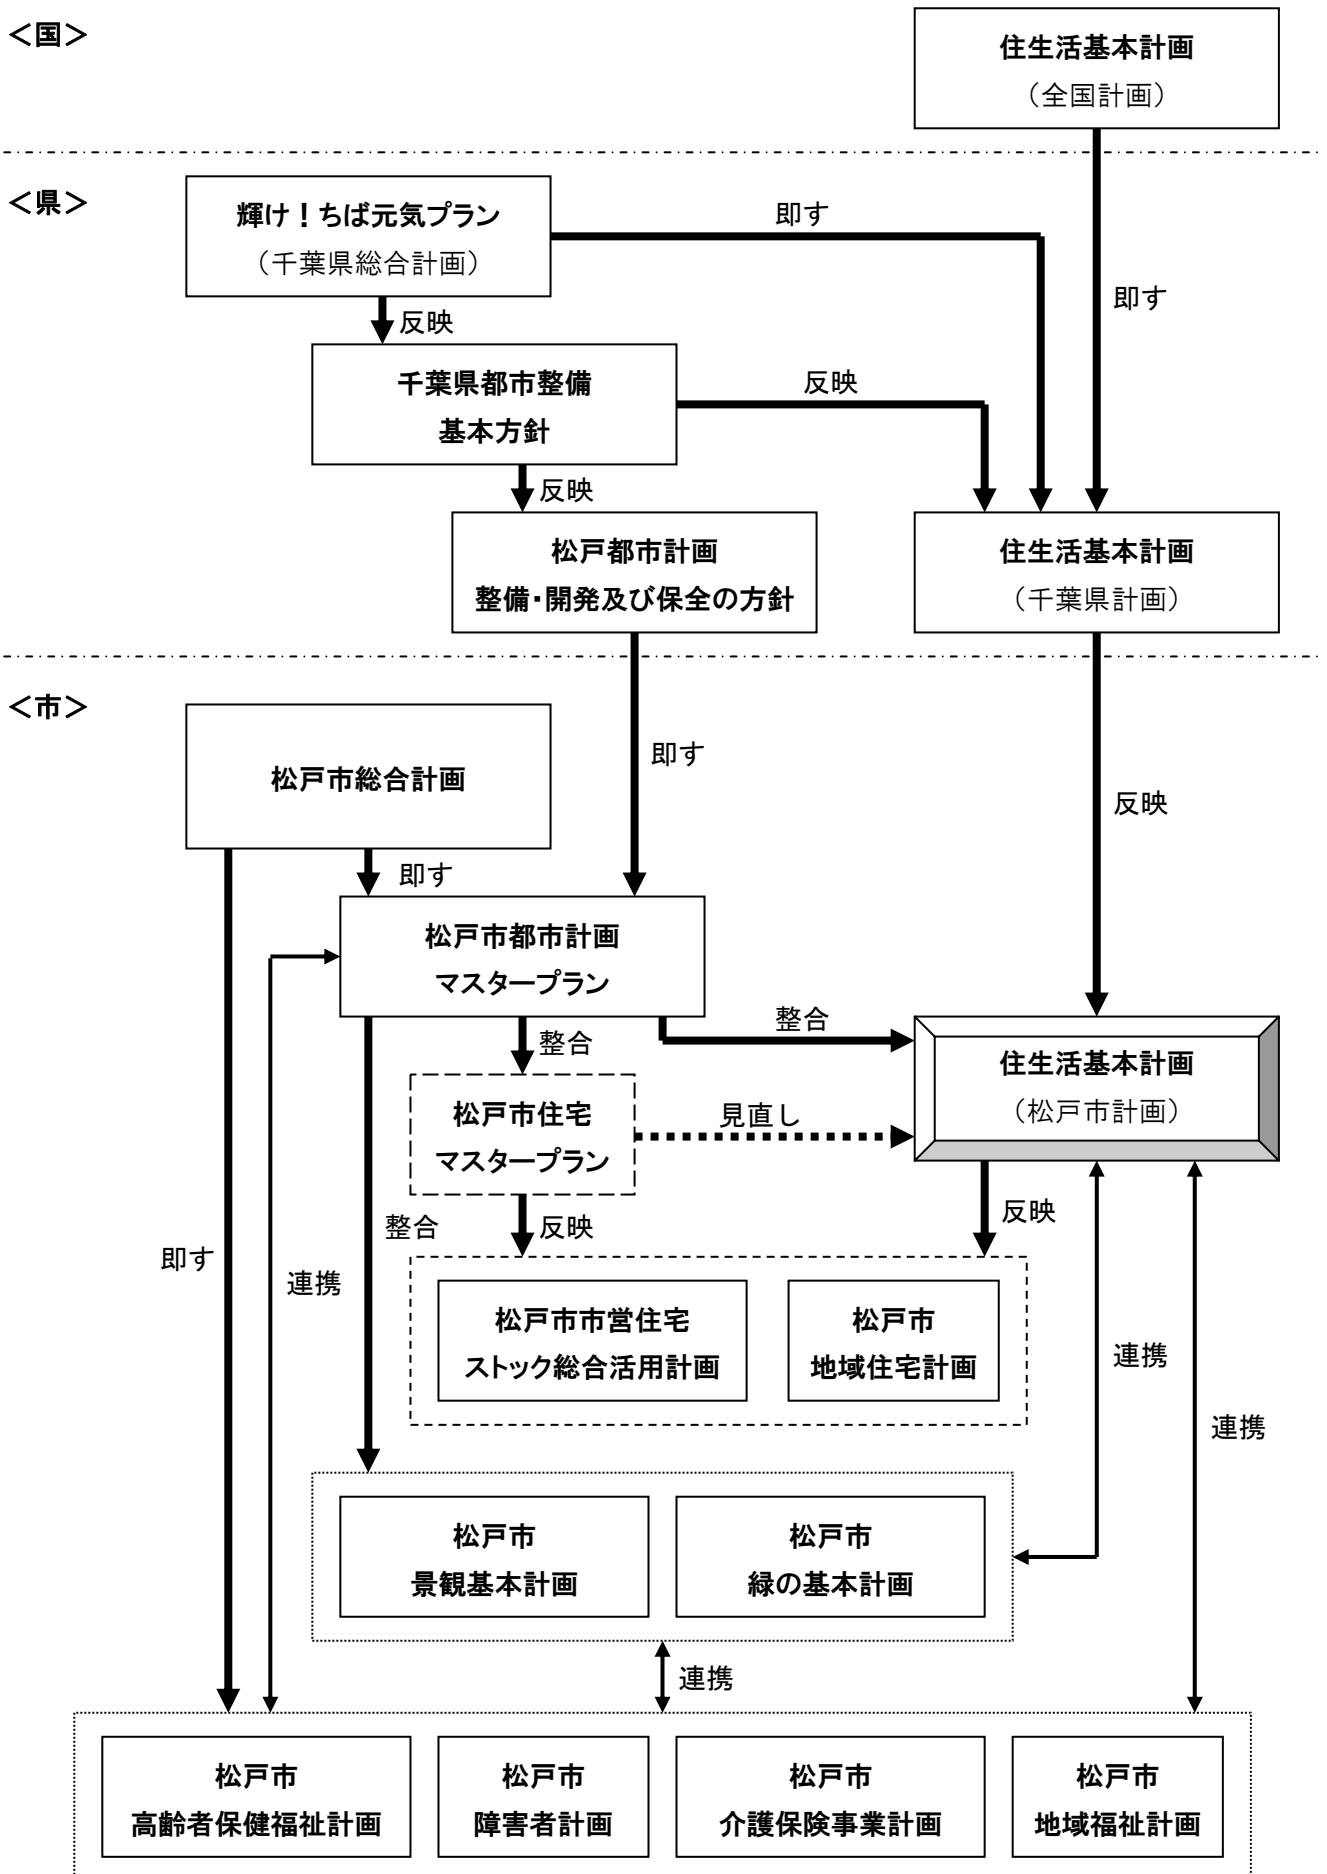 ＜国＞
住生活基本計画
（全国計画）
＜県＞
輝け！ちば元気プラン
（千葉県総合計画）
即す
即す
反映
千葉県都市整備
基本方針
反映
反映
松戸都市計画
整備・開発及び保全の方針
住生活基本計画
（千葉県計画）
＜市＞
松戸市総合計画
即す
反映
即す
松戸市都市計画
マスタープラン
整合
整合
住生活基本計画
（松戸市計画）
松戸市住宅
マスタープラン
見直し
整合
反映
反映
即す
連携
松戸市市営住宅
ストック総合活用計画
松戸市
地域住宅計画
連携
連携
松戸市
景観基本計画
松戸市
緑の基本計画
連携
松戸市
高齢者保健福祉計画
松戸市
障害者計画
松戸市
介護保険事業計画
松戸市
地域福祉計画